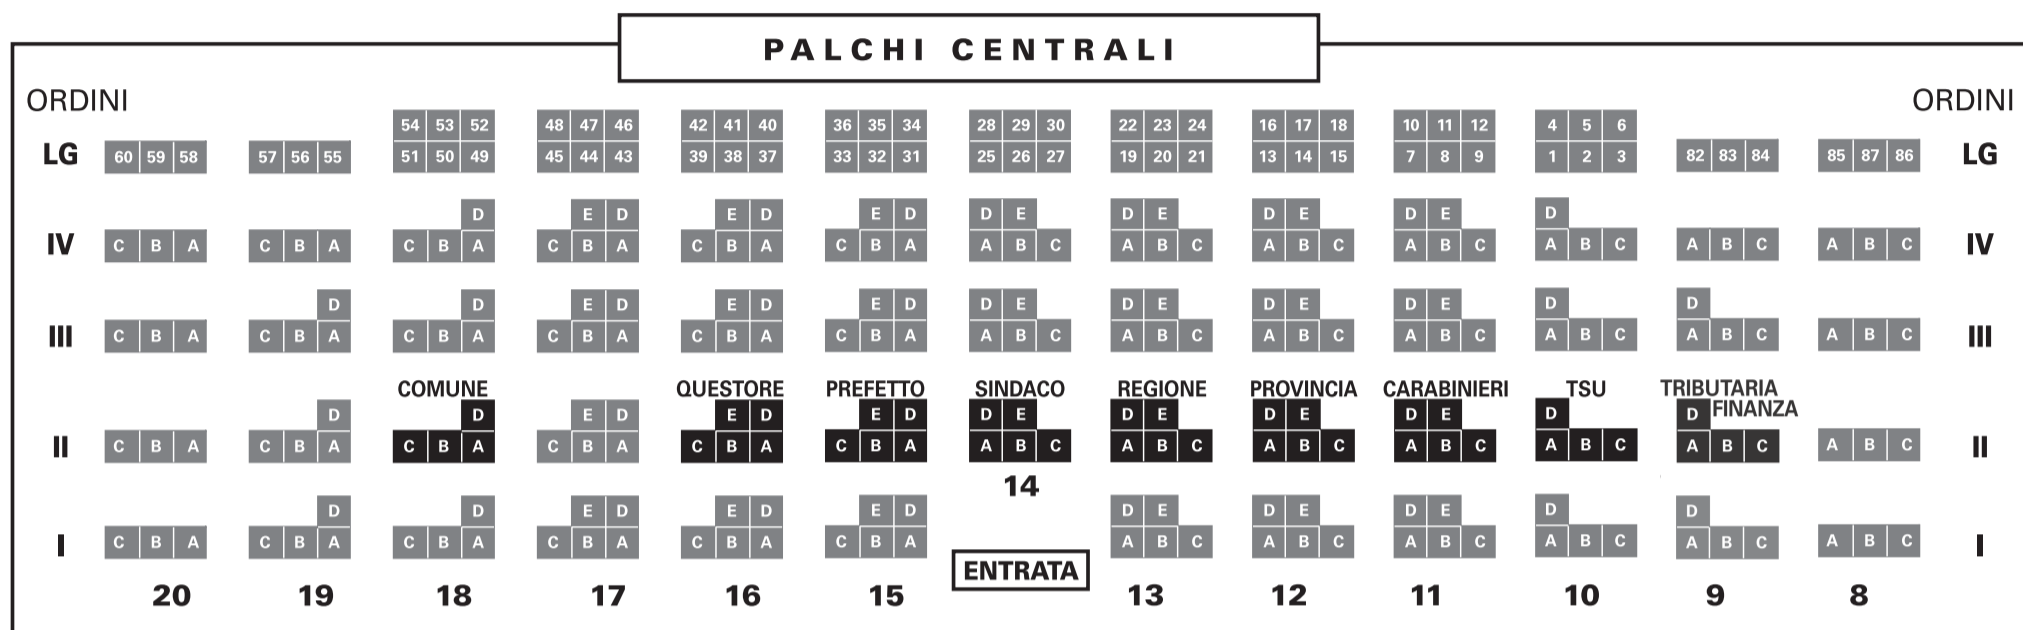 PALCHI CENTRALI
ORDINI ORDINI
54 53 52 48 47 46 42 41 40 36 35 34 28 29 30 22 23 24 16 17 18 10 11 12 4 5 6
LG 60 59 58 57 56 55 51 50 49 45 44 43 39 38 37 33 32 31 25 26 27 19 20 21 13 14 15 7 8 9 1 2 3 82 83 84 85 87 86 LG
D E D E D E D D E D E D E D E D
IV C B A C B A C B A C B A C B A C B A A B C A B C A B C A B C A B C A B C A B C IV
D D E D E D E D D E D E D E D E D D
III C B A C B A C B A C B A C B A C B A A B C A B C A B C A B C A B C A B C A B C III
COMUNE QUESTORE PREFETTO SINDACO REGIONE PROVINCIA CARABINIERI TSU TRIBUTARIA
FINANZA
D D E D E D E D D E D E D E D E D D
II C B A C B A C B A C B A C B A C B A A B C A B C A B C A B C A B C A B C A B C II
14
D D E D E D E D D E D E D E D D
I C B A C B A C B A C B A C B A C B A A B C A B C A B C A B C A B C A B C I
ENTRATA
20 19 18 17 16 15 13 12 11 10 9 8